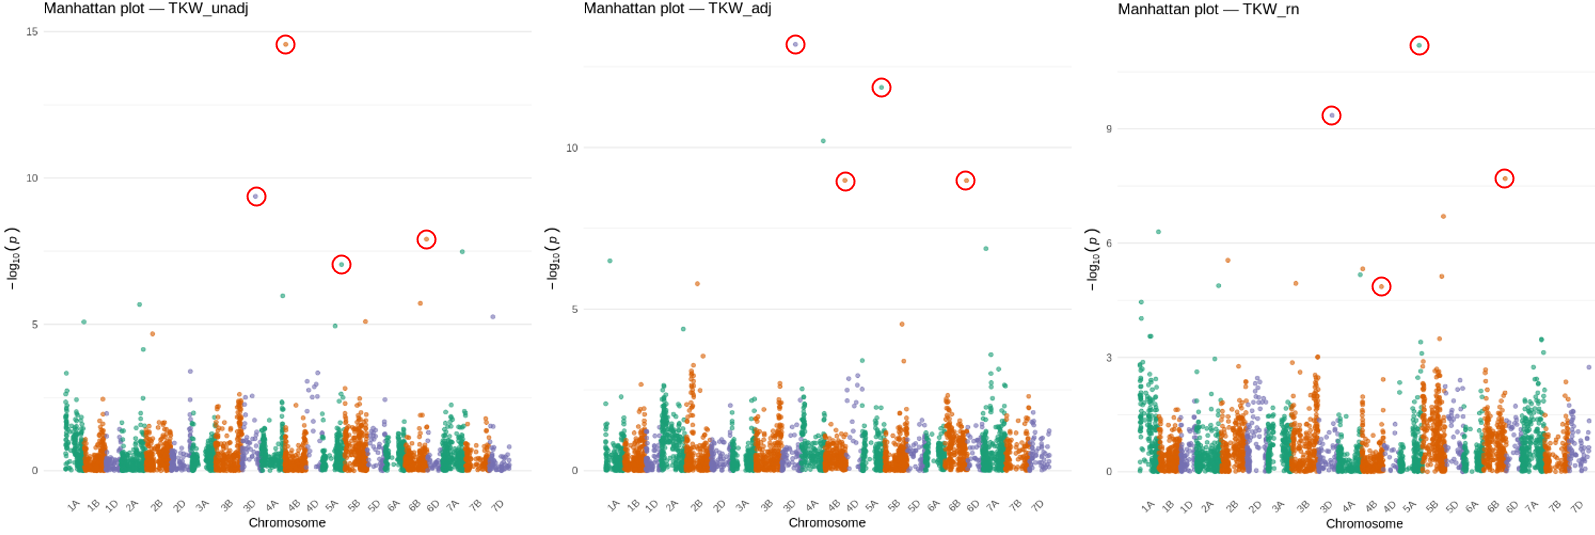 Manhattan plot — TKW_unadj
15
10
5
0
−log10(p)
1A 1B 1D 2A 2B 2D 3A 3B 3D 4A 4B 4D 5A 5B 5D 6A 6B 6D 7A 7B 7D
Chromosome
Manhattan plot — TKW_adj
10
5
0
−log10(p)
1A 1B 1D 2A 2B 2D 3A 3B 3D 4A 4B 4D 5A 5B 5D 6A 6B 6D 7A 7B 7D
Chromosome
Manhattan plot — TKW_rn
9
6
3
0
−log10(p)
1A 1B 1D 2A 2B 2D 3A 3B 3D 4A 4B 4D 5A 5B 5D 6A 6B 6D 7A 7B 7D
Chromosome